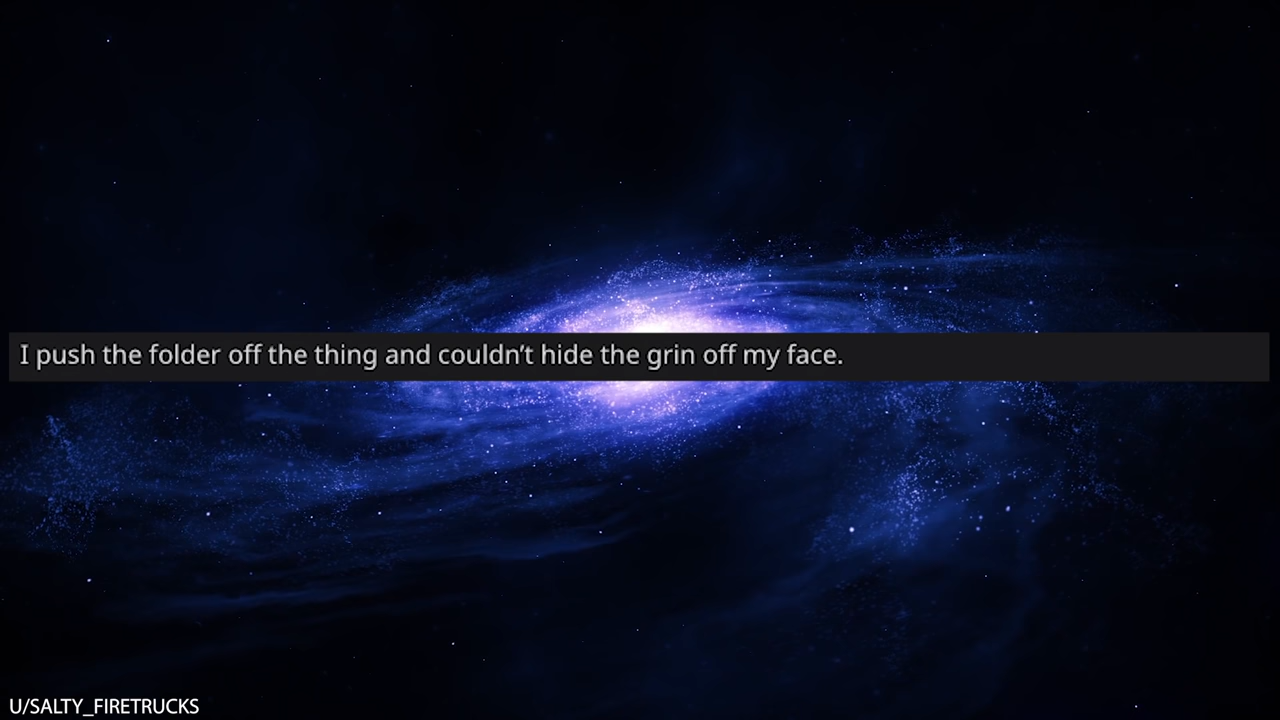 I push the folder off the thing and couldn't hide the grin off my face.
U/SALTY_FIRETRUCKS